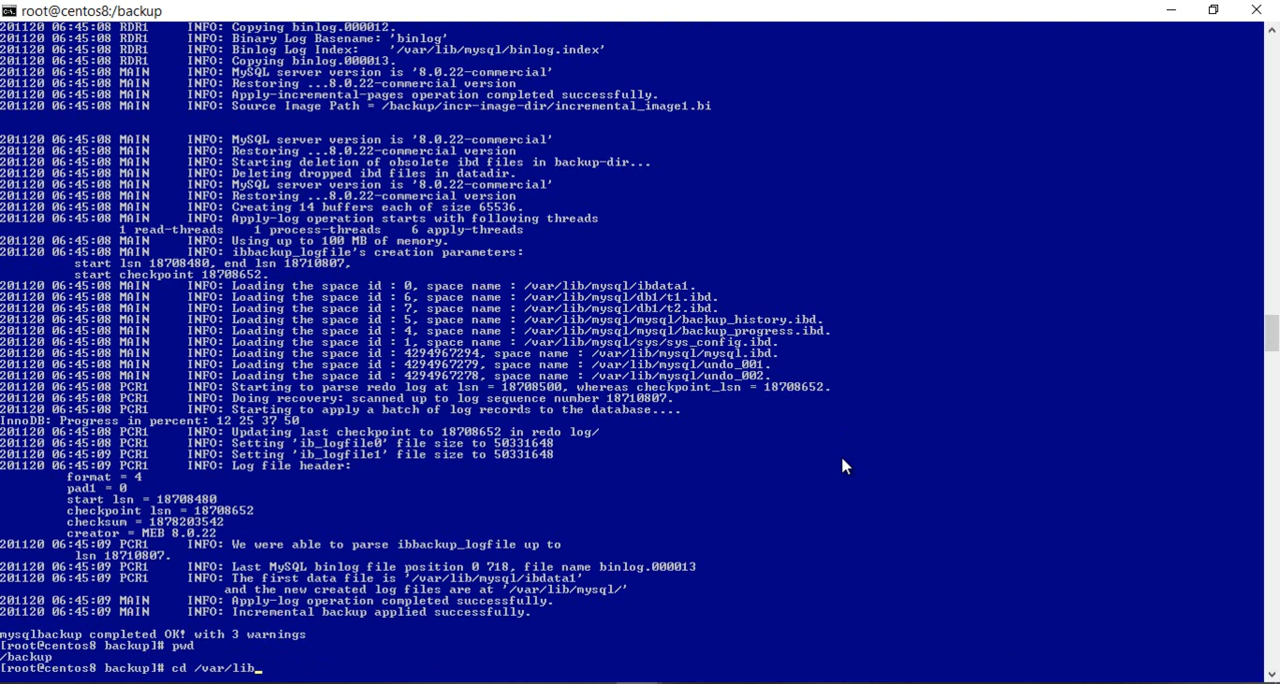 root@centos8:/backup
201120 06:45:08 RDR1     INFO: Copying binlog.000012.
201120 06:45:08 RDR1     INFO: Binary Log Basename: 'binlog'
201120 06:45:08 RDR1     INFO: Binlog Log Index:    '/var/lib/mysql/binlog.index'
201120 06:45:08 RDR1     INFO: Copying binlog.000013.
201120 06:45:08 MAIN     INFO: MySQL server version is '8.0.22-commercial'
201120 06:45:08 MAIN     INFO: Restoring ...8.0.22-commercial version
201120 06:45:08 MAIN     INFO: Apply-incremental-pages operation completed successfully.
201120 06:45:08 MAIN     INFO: Source Image Path = /backup/incr-image-dir/incremental_image1.bi
201120 06:45:08 MAIN     INFO: MySQL server version is '8.0.22-commercial'
201120 06:45:08 MAIN     INFO: Restoring ...8.0.22-commercial version
201120 06:45:08 MAIN     INFO: Starting deletion of obsolete ibd files in backup-dir...
201120 06:45:08 MAIN     INFO: Deleting dropped ibd files in datadir.
201120 06:45:08 MAIN     INFO: MySQL server version is '8.0.22-commercial'
201120 06:45:08 MAIN     INFO: Restoring ...8.0.22-commercial version
201120 06:45:08 MAIN     INFO: Creating 14 buffers each of size 65536.
201120 06:45:08 MAIN     INFO: Apply-log operation starts with following threads
1 read-threads    1 process-threads    6 apply-threads
201120 06:45:08 MAIN     INFO: Using up to 100 MB of memory.
201120 06:45:08 MAIN     INFO: ibbackup_logfile's creation parameters:
start lsn 18708480, end lsn 18710807,
start checkpoint 18708652.
201120 06:45:08 MAIN     INFO: Loading the space id : 0, space name : /var/lib/mysql/ibdata1.
201120 06:45:08 MAIN     INFO: Loading the space id : 6, space name : /var/lib/mysql/db1/t1.ibd.
201120 06:45:08 MAIN     INFO: Loading the space id : 7, space name : /var/lib/mysql/db1/t2.ibd.
201120 06:45:08 MAIN     INFO: Loading the space id : 5, space name : /var/lib/mysql/mysql/backup_history.ibd.
201120 06:45:08 MAIN     INFO: Loading the space id : 4, space name : /var/lib/mysql/mysql/backup_progress.ibd.
201120 06:45:08 MAIN     INFO: Loading the space id : 1, space name : /var/lib/mysql/sys/sys_config.ibd.
201120 06:45:08 MAIN     INFO: Loading the space id : 4294967294, space name : /var/lib/mysql/mysql.ibd.
201120 06:45:08 MAIN     INFO: Loading the space id : 4294967279, space name : /var/lib/mysql/undo_001.
201120 06:45:08 MAIN     INFO: Loading the space id : 4294967278, space name : /var/lib/mysql/undo_002.
201120 06:45:08 PCR1     INFO: Starting to parse redo log at lsn = 18708500, whereas checkpoint_lsn = 18708652.
201120 06:45:08 PCR1     INFO: Doing recovery: scanned up to log sequence number 18710807.
201120 06:45:08 PCR1     INFO: Starting to apply a batch of log records to the database....
InnoDB: Progress in percent: 12 25 37 50
201120 06:45:08 PCR1     INFO: Updating last checkpoint to 18708652 in redo log/
201120 06:45:08 PCR1     INFO: Setting 'ib_logfile0' file size to 50331648
201120 06:45:09 PCR1     INFO: Setting 'ib_logfile1' file size to 50331648
201120 06:45:09 PCR1     INFO: Log file header:
format = 4
pad1 = 0
start lsn = 18708480
checkpoint lsn = 18708652
checksum = 1878203542
creator = MEB 8.0.22
201120 06:45:09 PCR1     INFO: We were able to parse ibbackup_logfile up to
lsn 18710807.
201120 06:45:09 PCR1     INFO: Last MySQL binlog file position 0 718, file name binlog.000013
201120 06:45:09 PCR1     INFO: The first data file is '/var/lib/mysql/ibdata1'
and the new created log files are at '/var/lib/mysql/'
201120 06:45:09 MAIN     INFO: Apply-log operation completed successfully.
201120 06:45:09 MAIN     INFO: Incremental backup applied successfully.
mysqlbackup completed OK! with 3 warnings
[root@centos8 backup]# pwd
/backup
[root@centos8 backup]# cd /var/lib_